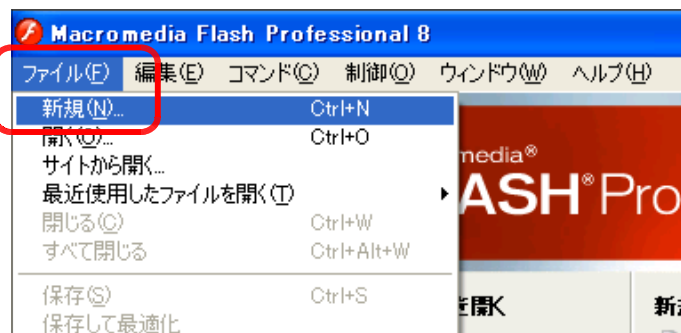 Macromedia Flash Professional 8
ファイル(F) 編集(E) コマンド(C) 制御(O) ウィンドウ(W) ヘルプ(H)
新規(N)... Ctrl+N
開く(O)... Ctrl+O
サイトから開く...
最近使用したファイルを開く(T)
閉じる(C) Ctrl+W
すべて閉じる Ctrl+Alt+W
保存(S) Ctrl+S
保存して最適化
media®
ASH® Pro
を開く
新規